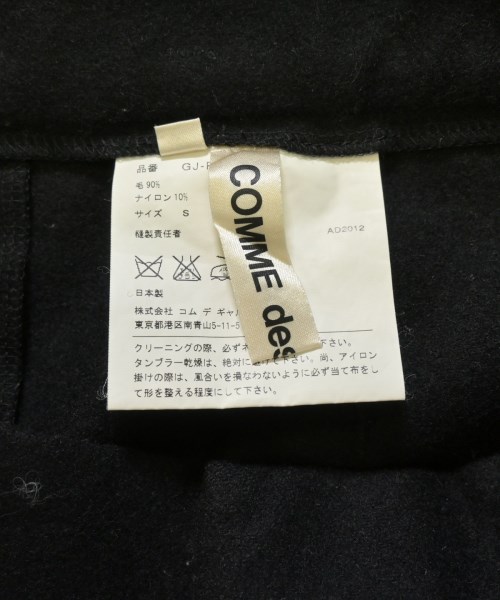 品番 GJ-P
毛 90%
ナイロン 10%
サイズ S
縫製責任者 AD2012
日本製
株式会社 コム デ ギャル
東京都港区南青山5-11-5
クリーニングの際、必ずネ 下さい。
タンブラー乾燥は、絶対に 下さい。尚、アイロン
掛けの際は、風合いを損なわないように必ず当て布をし
て形を整える程度にして下さい。
COMME des